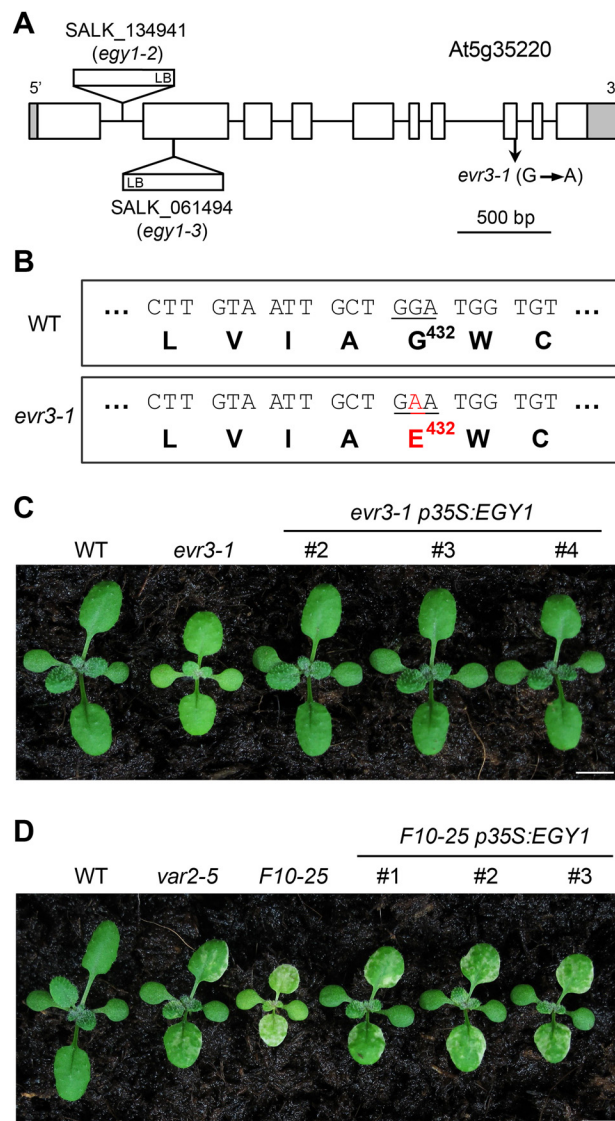 A
SALK_134941
(egy1-2)
At5g35220
LB
5'
3
evr3-1 (G→A)
LB
SALK_061494
(egy1-3)
500 bp
B
WT
... CTT GTA ATT GCT GGA TGG TGT ...
L V I A G432 W C
evr3-1
... CTT GTA ATT GCT GAA TGG TGT ...
L V I A E432 W C
C
evr3-1 p35S:EGY1
WT evr3-1 #2 #3 #4
D
F10-25 p35S:EGY1
WT var2-5 F10-25 #1 #2 #3